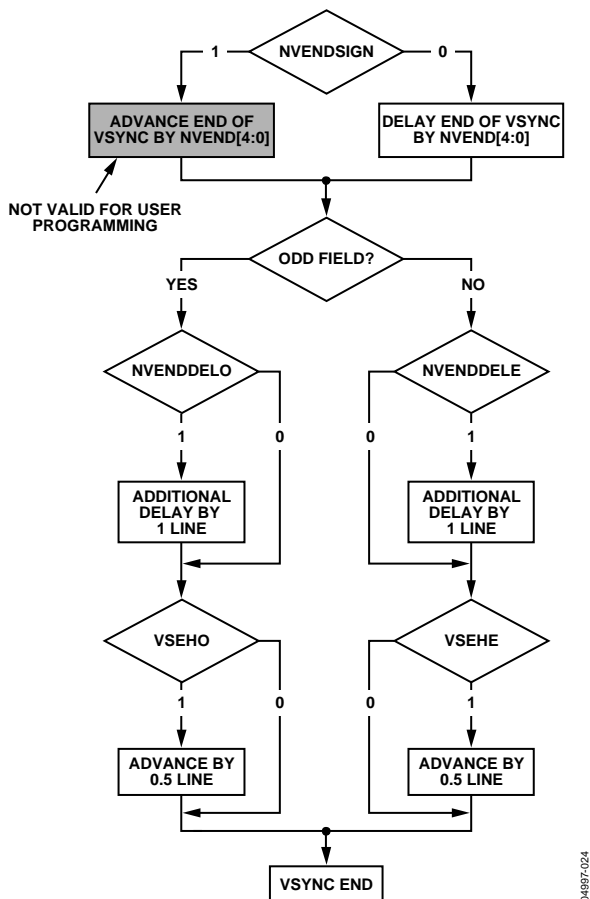 NVENDSIGN
1
0
ADVANCE END OF
VSYNC BY NVEND[4:0]
DELAY END OF VSYNC
BY NVEND[4:0]
NOT VALID FOR USER
PROGRAMMING
ODD FIELD?
YES
NO
NVENDDELO
NVENDDELE
1
0
0
1
ADDITIONAL
DELAY BY
1 LINE
ADDITIONAL
DELAY BY
1 LINE
VSEHO
VSEHE
1
0
0
1
ADVANCE BY
0.5 LINE
ADVANCE BY
0.5 LINE
VSYNC END
04997-024